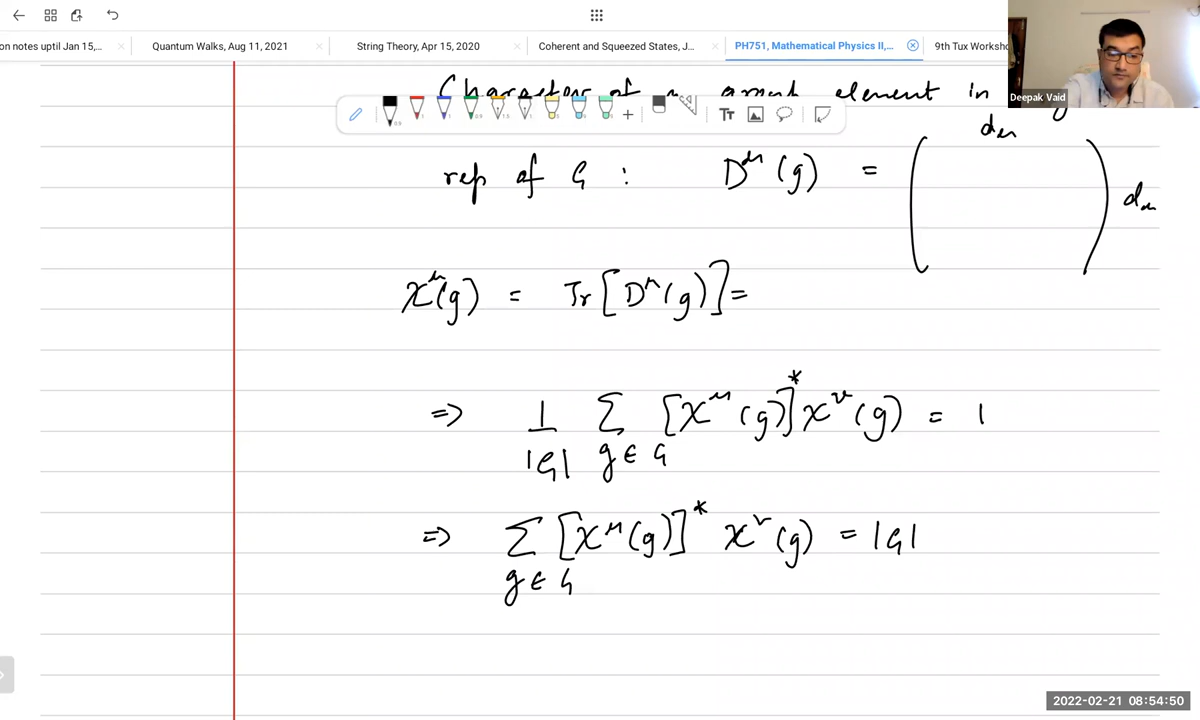 on notes uptil Jan 15,... Quantum Walks, Aug 11, 2021 String Theory, Apr 15, 2020 Coherent and Squeezed States, J... PH751, Mathematical Physics II,... 9th Tux Worksho
Deepak Vaid
Character of a group element in
d_μ
rep of G : D^μ(g) = ( ) d_μ
χ^μ(g) = Tr[D^μ(g)] =
=> 1/|G| Σ_{g ∈ G} [χ^μ(g)]^* χ^ν(g) = 1
=> Σ_{g ∈ G} [χ^μ(g)]^* χ^ν(g) = |G|
2022-02-21 08:54:50